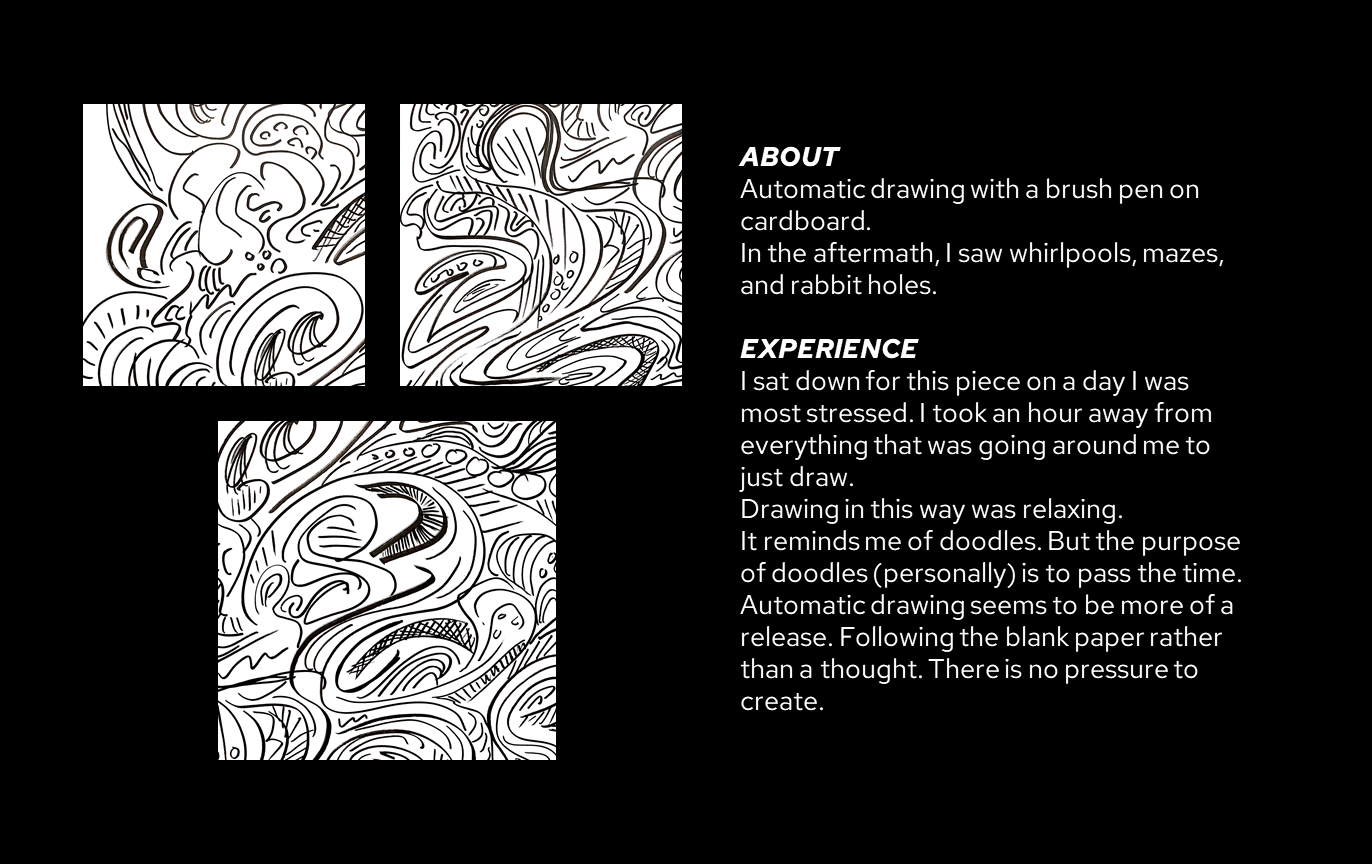 ABOUT
Automatic drawing with a brush pen on
cardboard.
In the aftermath, I saw whirlpools, mazes,
and rabbit holes.
EXPERIENCE
I sat down for this piece on a day I was
most stressed. I took an hour away from
everything that was going around me to
just draw.
Drawing in this way was relaxing.
It reminds me of doodles. But the purpose
of doodles (personally) is to pass the time.
Automatic drawing seems to be more of a
release. Following the blank paper rather
than a thought. There is no pressure to
create.